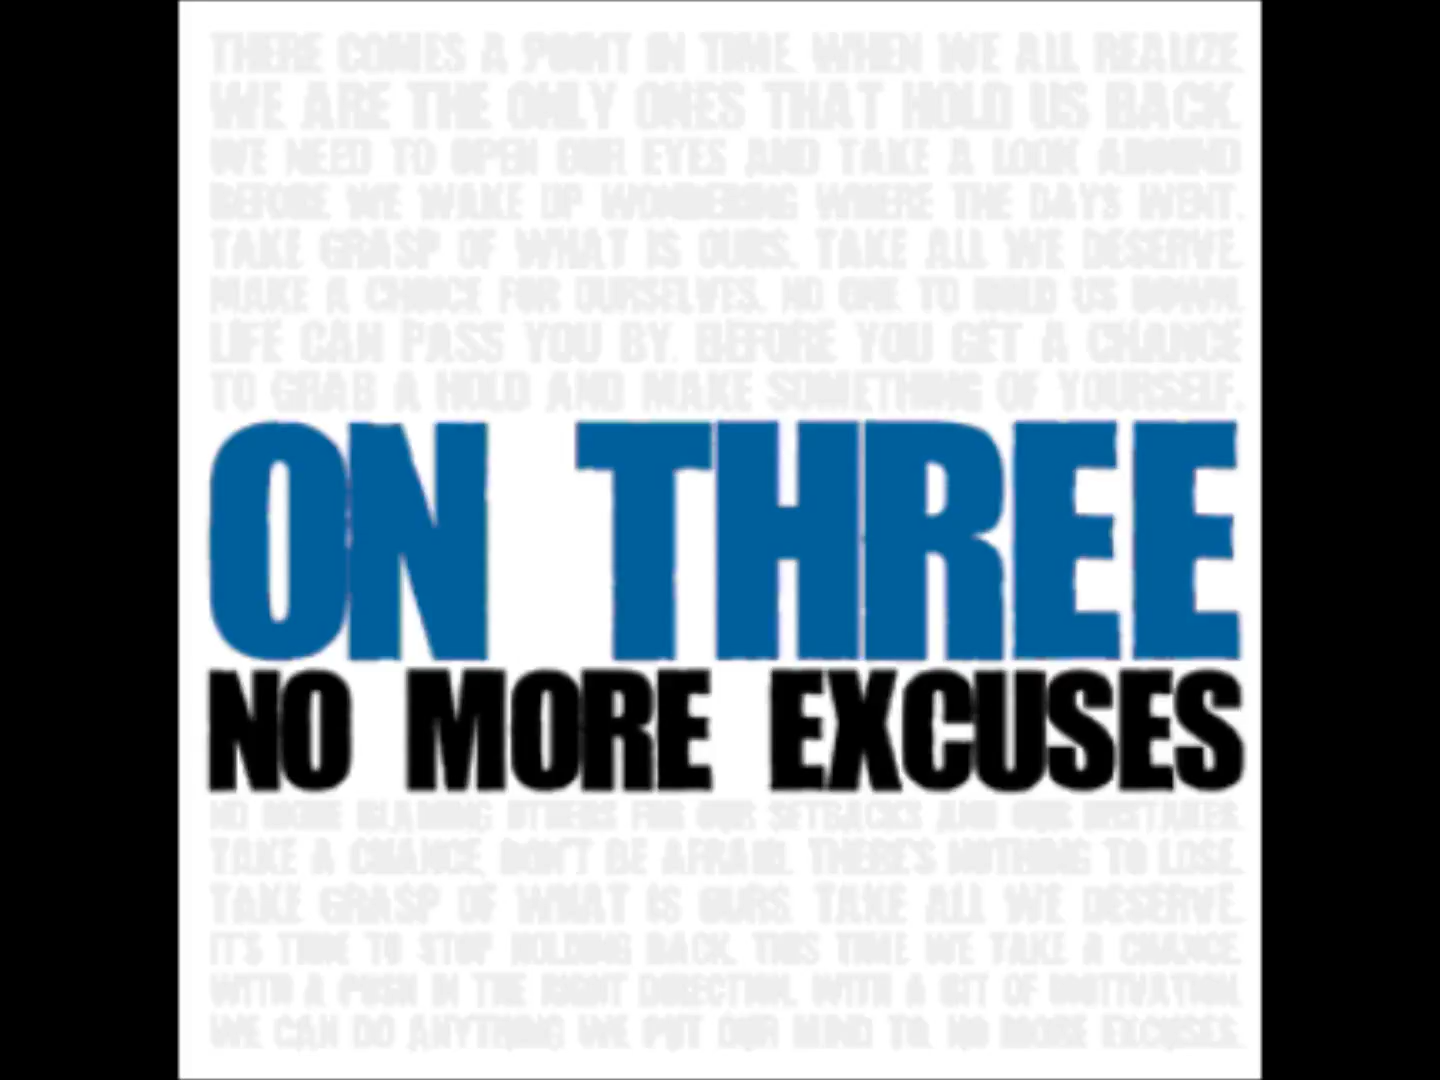 THERE COMES A POINT IN TIME WHEN WE ALL REALIZE
WE ARE THE ONLY ONES THAT HOLD US BACK.
WE NEED TO OPEN OUR EYES AND TAKE A LOOK AROUND
BEFORE WE WAKE UP WONDERING WHERE THE DAYS WENT.
TAKE GRASP OF WHAT IS OURS. TAKE ALL WE DESERVE.
MAKE A CHANCE FOR OURSELVES. NO ONE TO HOLD US DOWN.
LIFE CAN PASS YOU BY. BEFORE YOU GET A CHANCE
TO GRAB A HOLD AND MAKE SOMETHING OF YOURSELF.
ON THREE
NO MORE EXCUSES
NO MORE BLAMING OTHERS FOR OUR SETBACKS AND OUR MISTAKES.
TAKE A CHANCE, DON'T BE AFRAID. THERE'S NOTHING TO LOSE.
TAKE GRASP OF WHAT IS OURS. TAKE ALL WE DESERVE.
IT'S TIME TO STOP HOLDING BACK. THIS TIME WE TAKE A CHANCE.
WITH A PUSH IN THE RIGHT DIRECTION. WITH A BIT OF MOTIVATION.
WE CAN DO ANYTHING WE PUT OUR MIND TO. NO MORE EXCUSES.